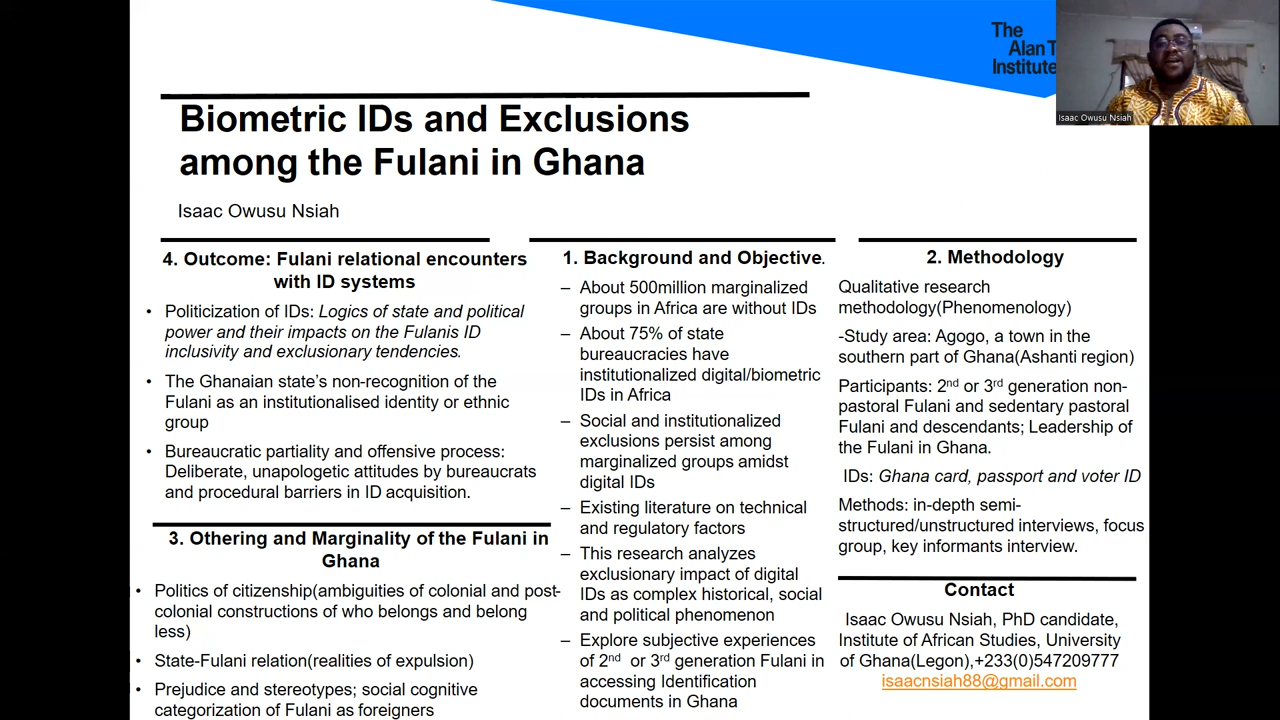 The
Alan T
Institute
Isaac Owusu Nsiah
Biometric IDs and Exclusions
among the Fulani in Ghana
Isaac Owusu Nsiah
4. Outcome: Fulani relational encounters
with ID systems
• Politicization of IDs: Logics of state and political
power and their impacts on the Fulanis ID
inclusivity and exclusionary tendencies.
• The Ghanaian state's non-recognition of the
Fulani as an institutionalised identity or ethnic
group
• Bureaucratic partiality and offensive process:
Deliberate, unapologetic attitudes by bureaucrats
and procedural barriers in ID acquisition.
3. Othering and Marginality of the Fulani in
Ghana
• Politics of citizenship(ambiguities of colonial and post-
colonial constructions of who belongs and belong
less)
• State-Fulani relation(realities of expulsion)
• Prejudice and stereotypes; social cognitive
categorization of Fulani as foreigners
1. Background and Objective.
– About 500million marginalized
groups in Africa are without IDs
– About 75% of state
bureaucracies have
institutionalized digital/biometric
IDs in Africa
– Social and institutionalized
exclusions persist among
marginalized groups amidst
digital IDs
– Existing literature on technical
and regulatory factors
– This research analyzes
exclusionary impact of digital
IDs as complex historical, social
and political phenomenon
– Explore subjective experiences
of 2nd or 3rd generation Fulani in
accessing Identification
documents in Ghana
2. Methodology
Qualitative research
methodology(Phenomenology)
-Study area: Agogo, a town in the
southern part of Ghana(Ashanti region)
Participants: 2nd or 3rd generation non-
pastoral Fulani and sedentary pastoral
Fulani and descendants; Leadership of
the Fulani in Ghana.
IDs: Ghana card, passport and voter ID
Methods: in-depth semi-
structured/unstructured interviews, focus
group, key informants interview.
Contact
Isaac Owusu Nsiah, PhD candidate,
Institute of African Studies, University
of Ghana(Legon),+233(0)547209777
isaacnsiah88@gmail.com